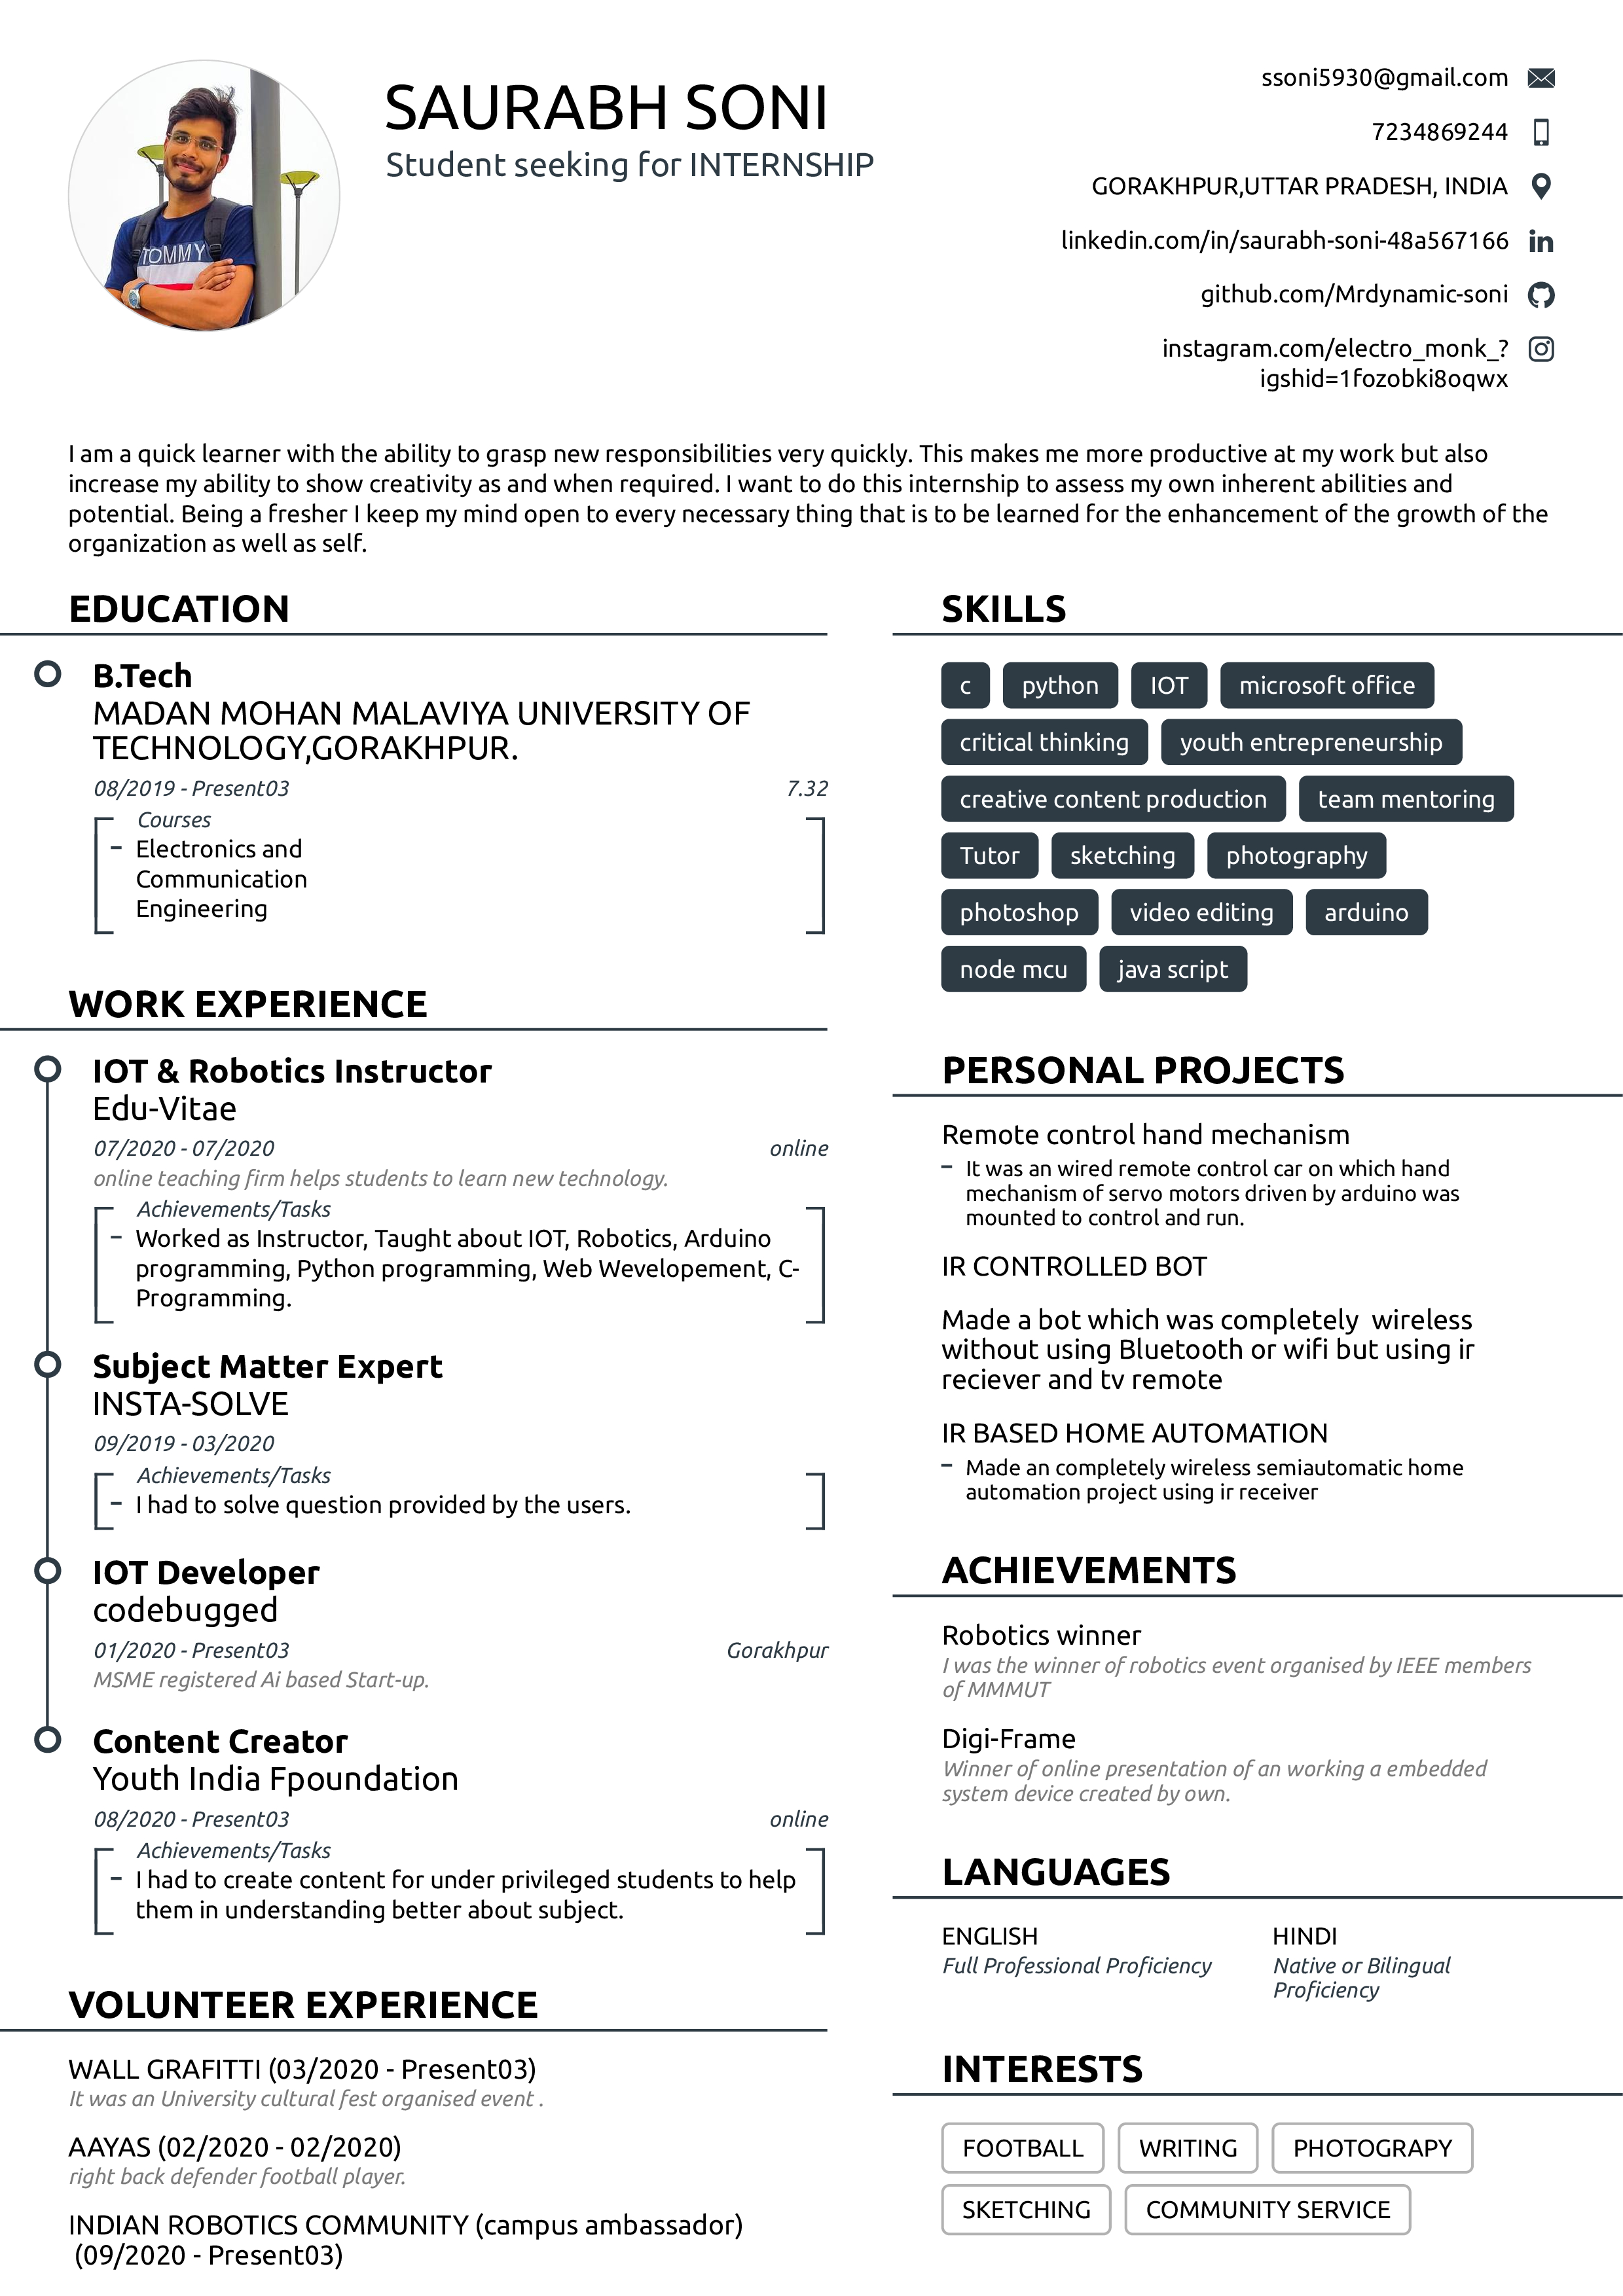 SAURABH SONI
Student seeking for INTERNSHIP
ssoni5930@gmail.com
7234869244
GORAKHPUR,UTTAR PRADESH, INDIA
linkedin.com/in/saurabh-soni-48a567166
github.com/Mrdynamic-soni
instagram.com/electro_monk_?
igshid=1fozobki8oqwx
TOMMY
I am a quick learner with the ability to grasp new responsibilities very quickly. This makes me more productive at my work but also
increase my ability to show creativity as and when required. I want to do this internship to assess my own inherent abilities and
potential. Being a fresher I keep my mind open to every necessary thing that is to be learned for the enhancement of the growth of the
organization as well as self.
EDUCATION
B.Tech
MADAN MOHAN MALAVIYA UNIVERSITY OF
TECHNOLOGY,GORAKHPUR.
08/2019 - Present03 7.32
Courses
– Electronics and
Communication
Engineering
WORK EXPERIENCE
IOT & Robotics Instructor
Edu-Vitae
07/2020 - 07/2020 online
online teaching firm helps students to learn new technology.
Achievements/Tasks
– Worked as Instructor, Taught about IOT, Robotics, Arduino
programming, Python programming, Web Wevelopement, C-
Programming.
Subject Matter Expert
INSTA-SOLVE
09/2019 - 03/2020
Achievements/Tasks
– I had to solve question provided by the users.
IOT Developer
codebugged
01/2020 - Present03 Gorakhpur
MSME registered Ai based Start-up.
Content Creator
Youth India Fpoundation
08/2020 - Present03 online
Achievements/Tasks
– I had to create content for under privileged students to help
them in understanding better about subject.
VOLUNTEER EXPERIENCE
WALL GRAFITTI (03/2020 - Present03)
It was an University cultural fest organised event .
AAYAS (02/2020 - 02/2020)
right back defender football player.
INDIAN ROBOTICS COMMUNITY (campus ambassador)
(09/2020 - Present03)
SKILLS
c python IOT microsoft office
critical thinking youth entrepreneurship
creative content production team mentoring
Tutor sketching photography
photoshop video editing arduino
node mcu java script
PERSONAL PROJECTS
Remote control hand mechanism
– It was an wired remote control car on which hand
mechanism of servo motors driven by arduino was
mounted to control and run.
IR CONTROLLED BOT
Made a bot which was completely  wireless
without using Bluetooth or wifi but using ir
reciever and tv remote
IR BASED HOME AUTOMATION
– Made an completely wireless semiautomatic home
automation project using ir receiver
ACHIEVEMENTS
Robotics winner
I was the winner of robotics event organised by IEEE members
of MMMUT
Digi-Frame
Winner of online presentation of an working a embedded
system device created by own.
LANGUAGES
ENGLISH HINDI
Full Professional Proficiency Native or Bilingual
Proficiency
INTERESTS
FOOTBALL WRITING PHOTOGRAPY
SKETCHING COMMUNITY SERVICE